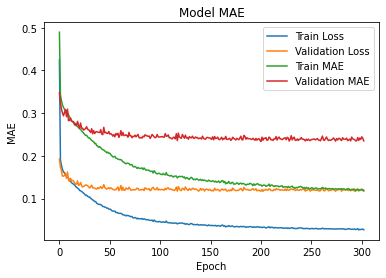 Model MAE
Train Loss
Validation Loss
Train MAE
Validation MAE
MAE
0.5
0.4
0.3
0.2
0.1
0 50 100 150 200 250 300
Epoch